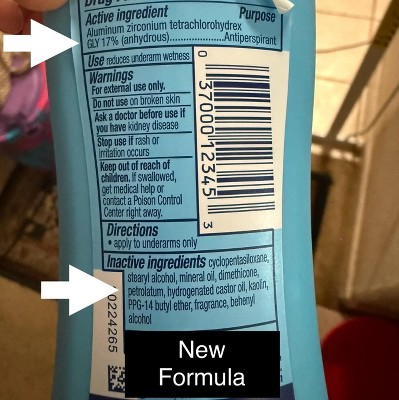 Active ingredient Purpose
Aluminum zirconium tetrachlorohydrex
GLY 17% (anhydrous)..................Antiperspirant
Use reduces underarm wetness
Warnings
For external use only.
Do not use on broken skin
Ask a doctor before use if
you have kidney disease
Stop use if rash or
irritation occurs
Keep out of reach of
children. If swallowed,
get medical help or
contact a Poison Control
Center right away.
0 37000 12345 3
Directions
• apply to underarms only
Inactive ingredients cyclopentasiloxane,
stearyl alcohol, mineral oil, dimethicone,
petrolatum, hydrogenated castor oil, kaolin,
PPG-14 butyl ether, fragrance, behenyl
alcohol
0224265
New
Formula